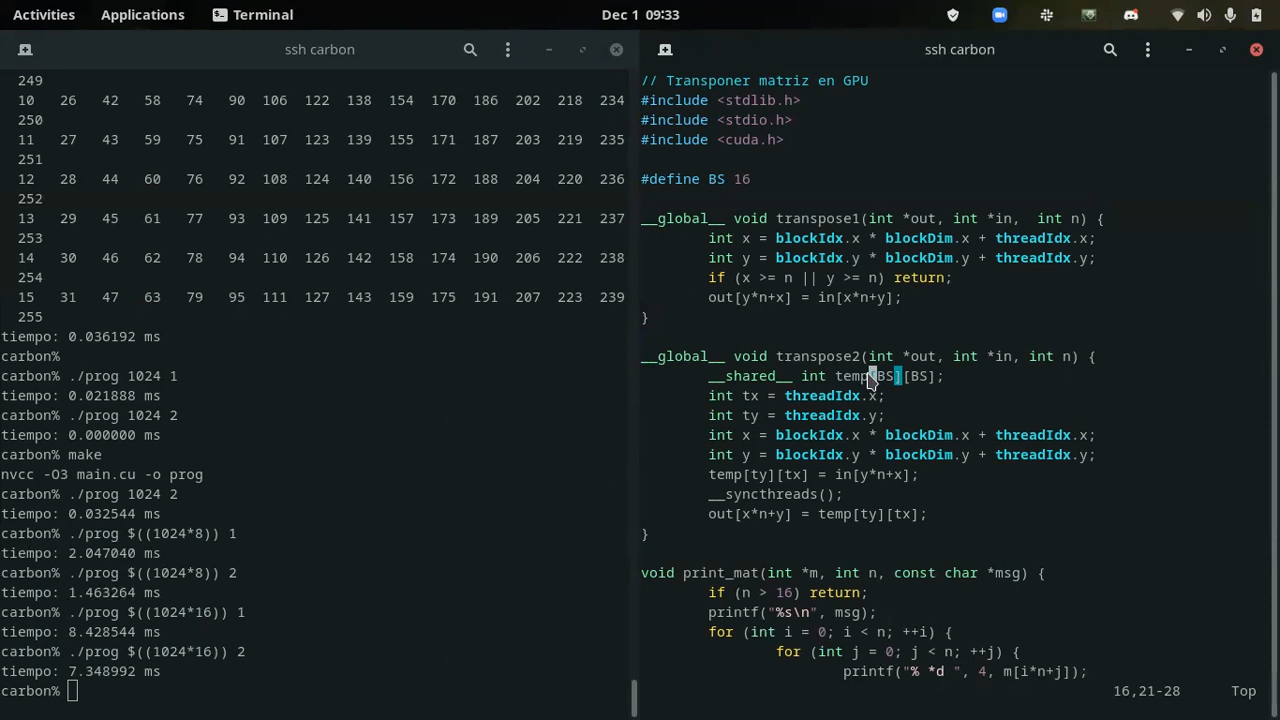 Activities Applications Terminal Dec 1 09:33
ssh carbon
249
10 26 42 58 74 90 106 122 138 154 170 186 202 218 234
250
11 27 43 59 75 91 107 123 139 155 171 187 203 219 235
251
12 28 44 60 76 92 108 124 140 156 172 188 204 220 236
252
13 29 45 61 77 93 109 125 141 157 173 189 205 221 237
253
14 30 46 62 78 94 110 126 142 158 174 190 206 222 238
254
15 31 47 63 79 95 111 127 143 159 175 191 207 223 239
255
tiempo: 0.036192 ms
carbon%
carbon% ./prog 1024 1
tiempo: 0.021888 ms
carbon% ./prog 1024 2
tiempo: 0.000000 ms
carbon% make
nvcc -O3 main.cu -o prog
carbon% ./prog 1024 2
tiempo: 0.032544 ms
carbon% ./prog $((1024*8)) 1
tiempo: 2.047040 ms
carbon% ./prog $((1024*8)) 2
tiempo: 1.463264 ms
carbon% ./prog $((1024*16)) 1
tiempo: 8.428544 ms
carbon% ./prog $((1024*16)) 2
tiempo: 7.348992 ms
carbon%
ssh carbon
// Transponer matriz en GPU
#include <stdlib.h>
#include <stdio.h>
#include <cuda.h>
#define BS 16
__global__ void transpose1(int *out, int *in,  int n) {
int x = blockIdx.x * blockDim.x + threadIdx.x;
int y = blockIdx.y * blockDim.y + threadIdx.y;
if (x >= n || y >= n) return;
out[y*n+x] = in[x*n+y];
}
__global__ void transpose2(int *out, int *in, int n) {
__shared__ int temp[BS][BS];
int tx = threadIdx.x;
int ty = threadIdx.y;
int x = blockIdx.x * blockDim.x + threadIdx.x;
int y = blockIdx.y * blockDim.y + threadIdx.y;
temp[ty][tx] = in[y*n+x];
__syncthreads();
out[x*n+y] = temp[ty][tx];
}
void print_mat(int *m, int n, const char *msg) {
if (n > 16) return;
printf("%s\n", msg);
for (int i = 0; i < n; ++i) {
for (int j = 0; j < n; ++j) {
printf("% *d ", 4, m[i*n+j]);
16,21-28 Top